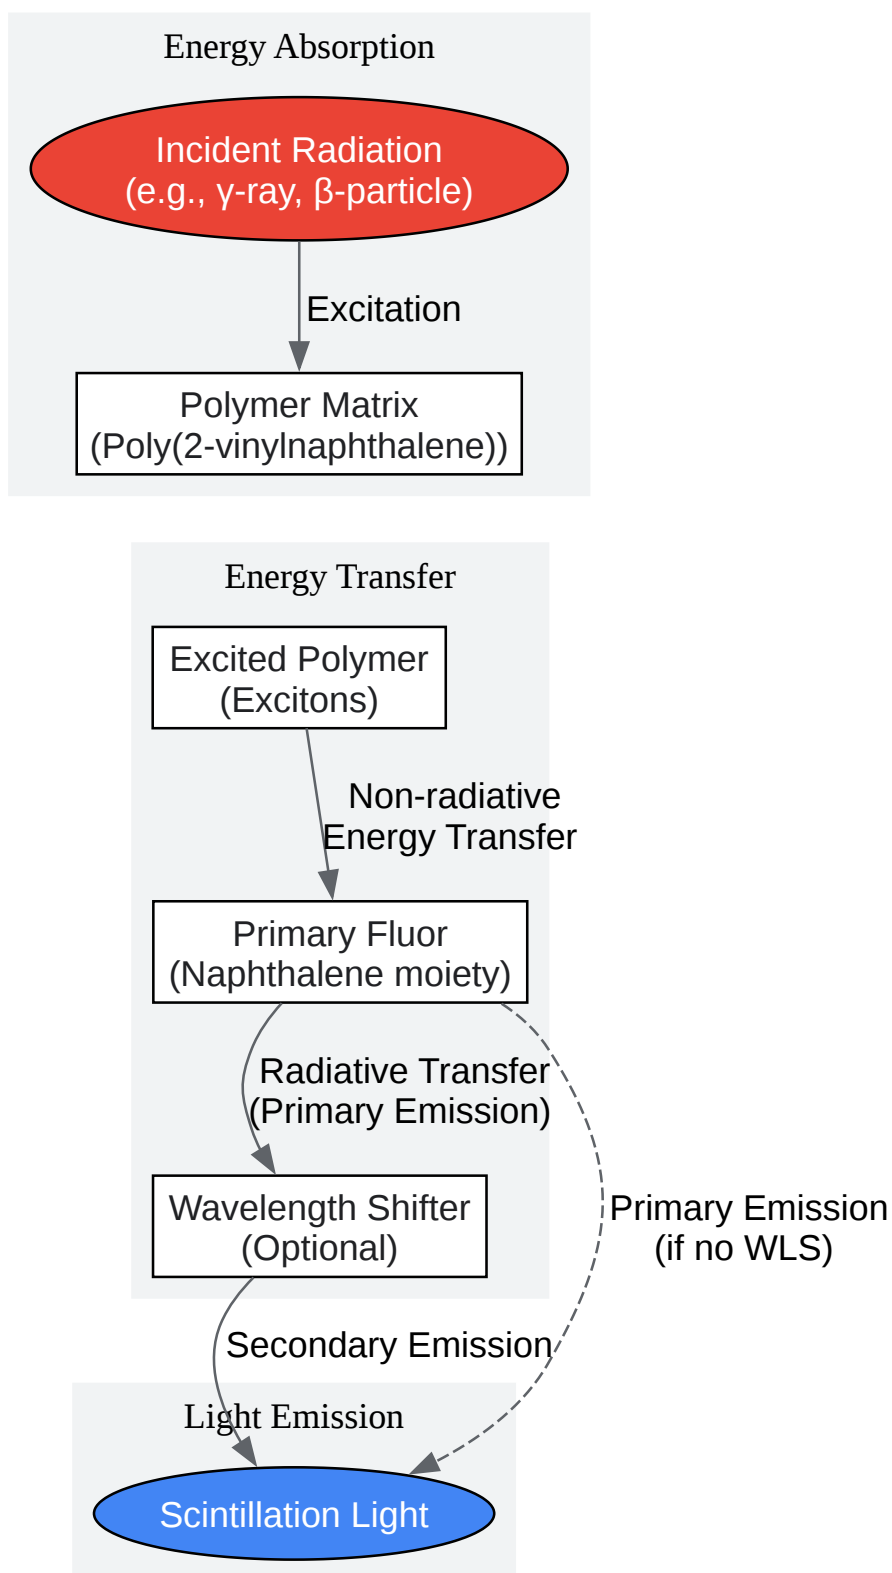 Energy Absorption
Incident Radiation
(e.g., γ-ray, β-particle)
Excitation
Polymer Matrix
(Poly(2-vinylnaphthalene))
Energy Transfer
Excited Polymer
(Excitons)
Non-radiative
Energy Transfer
Primary Fluor
(Naphthalene moiety)
Radiative Transfer
(Primary Emission)
Wavelength Shifter
(Optional)
Primary Emission
(if no WLS)
Secondary Emission
Light Emission
Scintillation Light